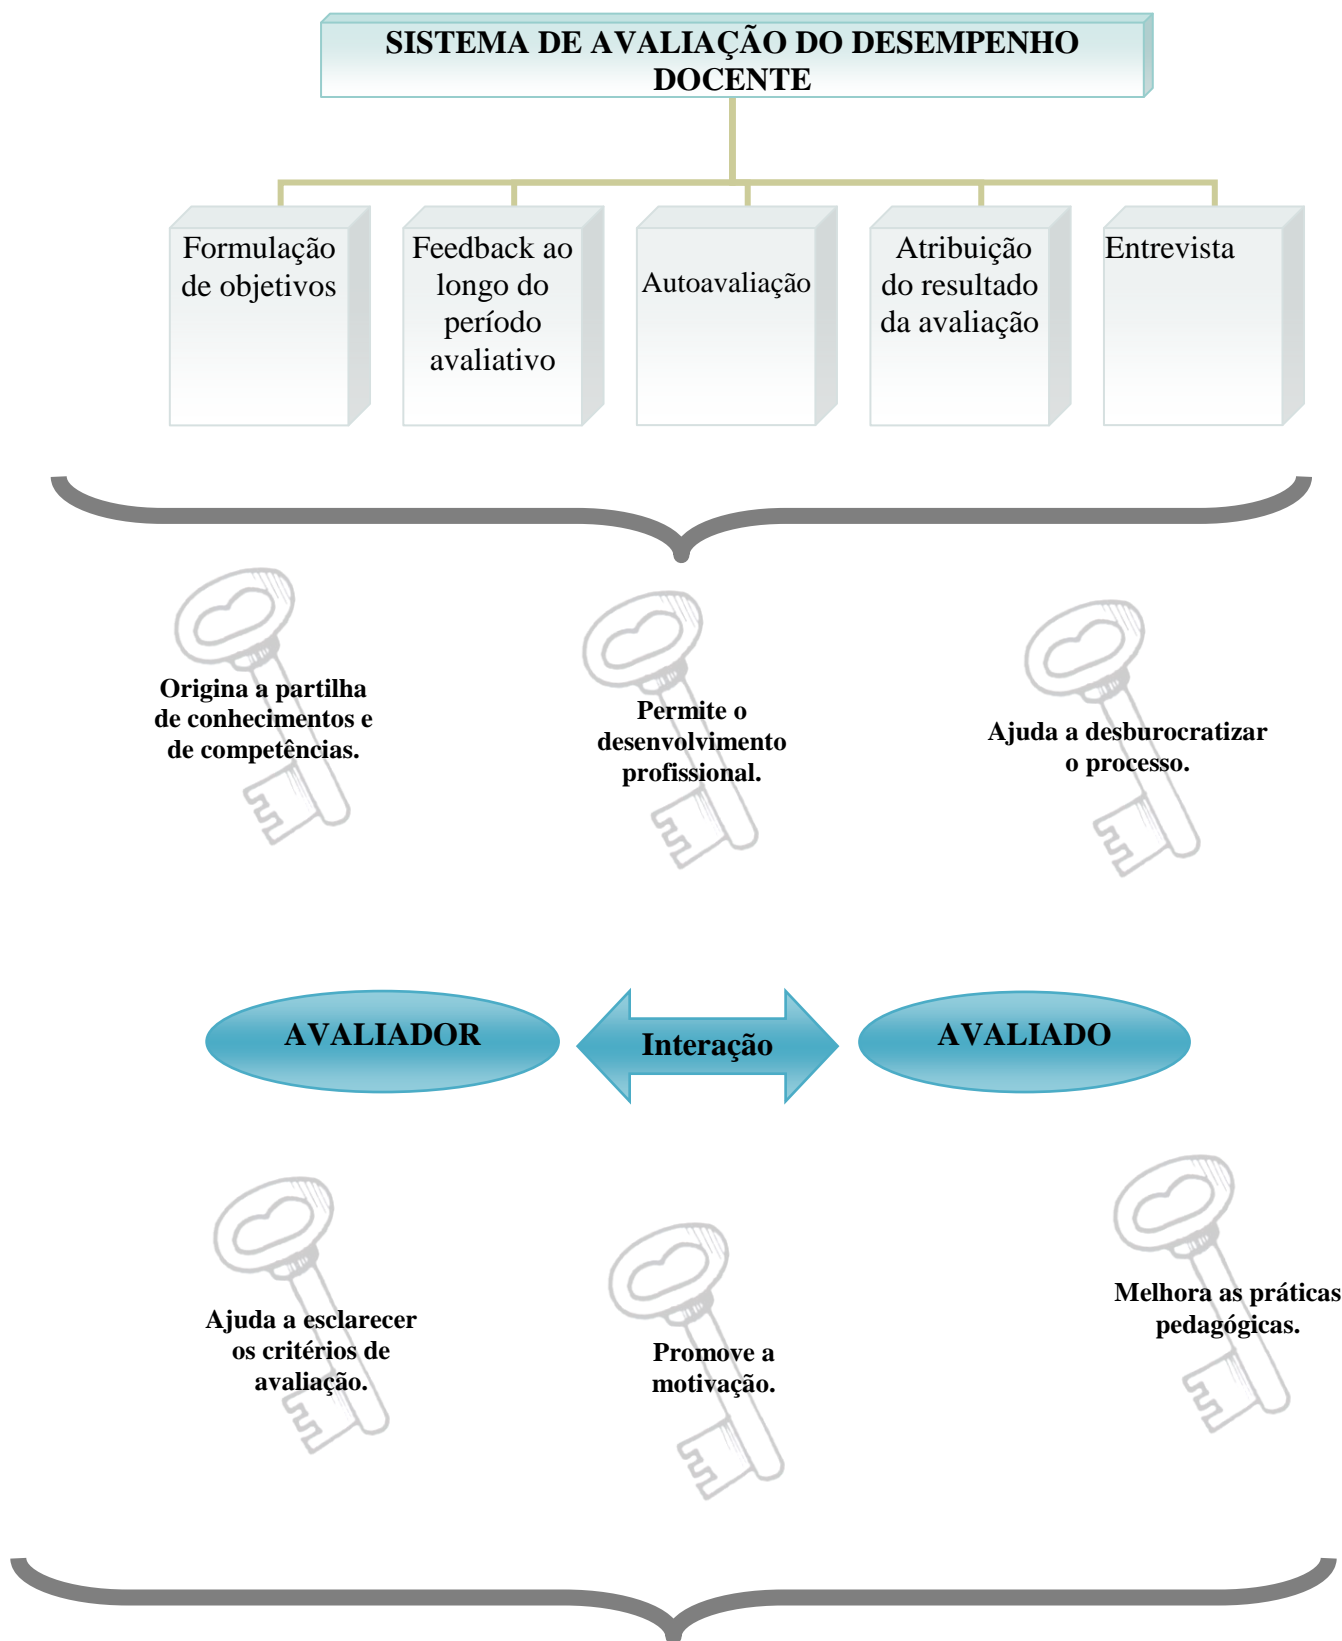 SISTEMA DE AVALIAÇÃO DO DESEMPENHO
DOCENTE
Formulação
de objetivos
Feedback ao
longo do
período
avaliativo
Autoavaliação
Atribuição
do resultado
da avaliação
Entrevista
Origina a partilha
de conhecimentos e
de competências.
Permite o
desenvolvimento
profissional.
Ajuda a desburocratizar
o processo.
AVALIADOR
Interação
AVALIADO
Ajuda a esclarecer
os critérios de
avaliação.
Promove a
motivação.
Melhora as práticas
pedagógicas.